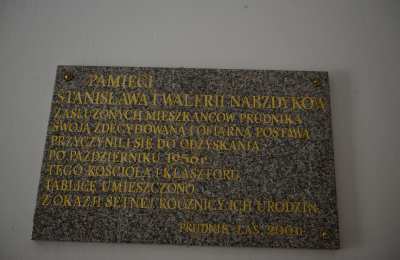 PAMIĘCI
STANISŁAWA I WALERII NABZDYKÓW
ZASŁUŻONYCH MIESZKAŃCÓW PRUDNIKA
SWOJĄ ZDECYDOWANĄ I OFIARNĄ POSTAWĄ
PRZYCZYNILI SIĘ DO ODZYSKANIA
PO PAŹDZIERNIKU 1956 r.
TEGO KOŚCIOŁA I KLASZTORU.
TABLICĘ UMIESZCZONO
Z OKAZJI SETNEJ ROCZNICY ICH URODZIN.
PRUDNIK-LAS,